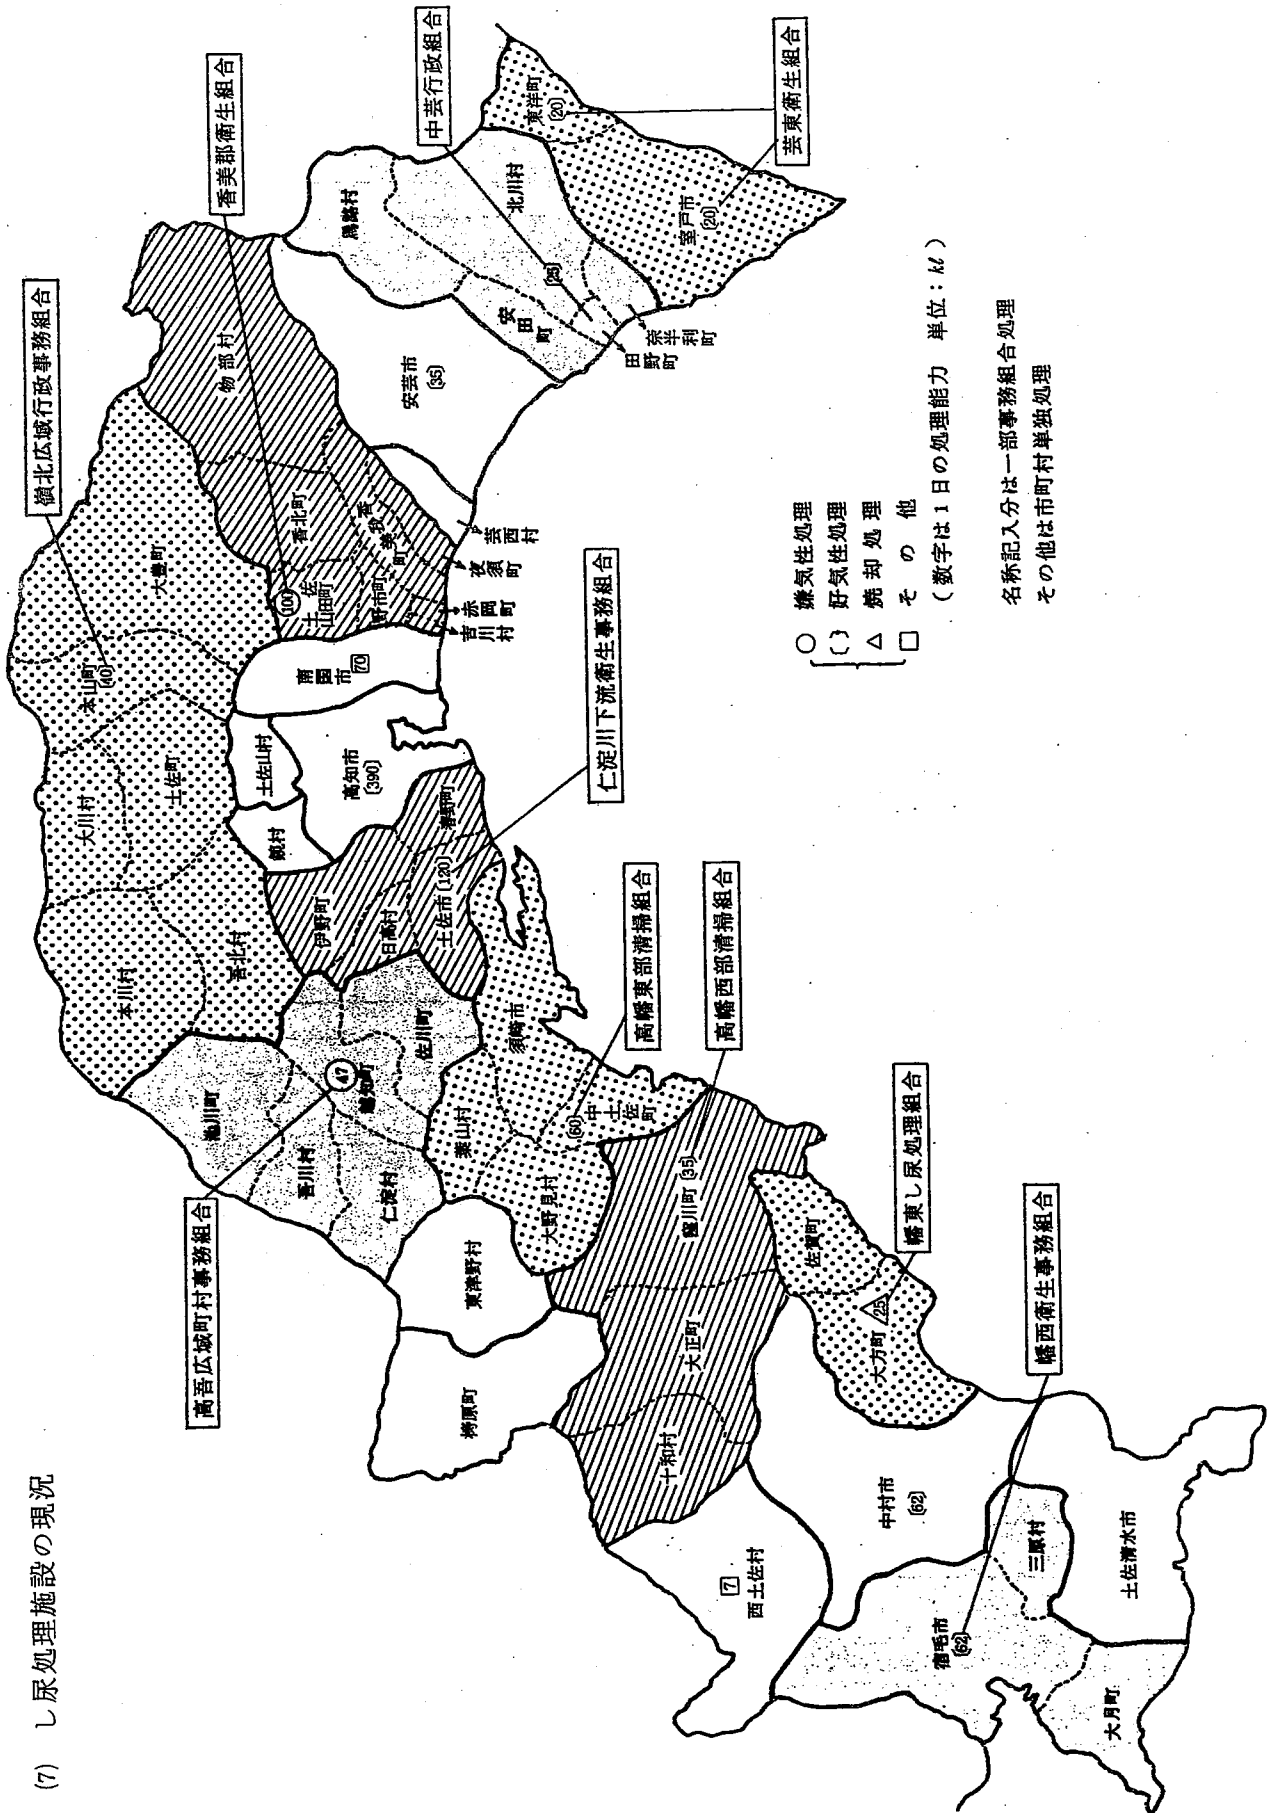 (7) し尿処理施設の現況
嶺北広域行政事務組合
香美郡衛生組合
中芸行政組合
芸東衛生組合
高吾広域町村事務組合
仁淀川下流衛生事務組合
高幡東部清掃組合
高幡西部清掃組合
幡東し尿処理組合
幡西衛生事務組合
本川村
大川村
本山町
(40)
大豊町
土佐町
吾北村
物部村
香北町
土佐山田町
100
香我美町
野市町
夜須町
赤岡町
吉川村
芸西村
安芸市
(35)
馬路村
北川村
(25)
安田町
田野町
奈半利町
東洋町
(20)
室戸市
(20)
南国市
70
土佐山村
鏡村
高知市
(390)
春野町
伊野町
日高村
土佐市(120)
池川町
吾川村
仁淀村
越知町
47
佐川町
須崎市
葉山村
中土佐町
(60)
大野見村
東津野村
梼原町
窪川町(35)
大正町
十和村
佐賀町
大方町
25
中村市
(62)
西土佐村
7
三原村
宿毛市
(62)
大月町
土佐清水市
○ 嫌気性処理
( ) 好気性処理
△ 焼却処理
□ その他
(数字は1日の処理能力 単位:kl)
名称記入分は一部事務組合処理
その他は市町村単独処理